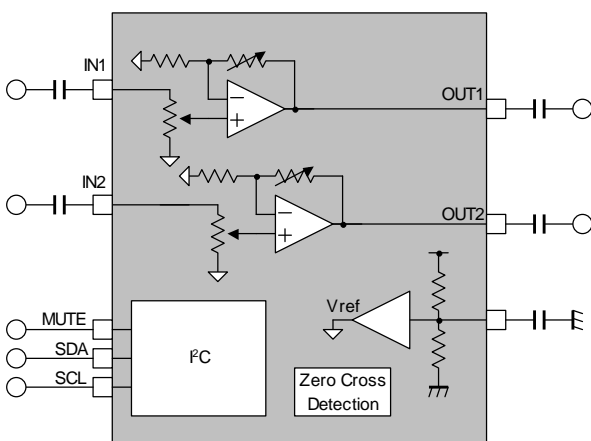 IN1
OUT1
IN2
OUT2
Vref
MUTE
SDA
SCL
I²C
Zero Cross
Detection